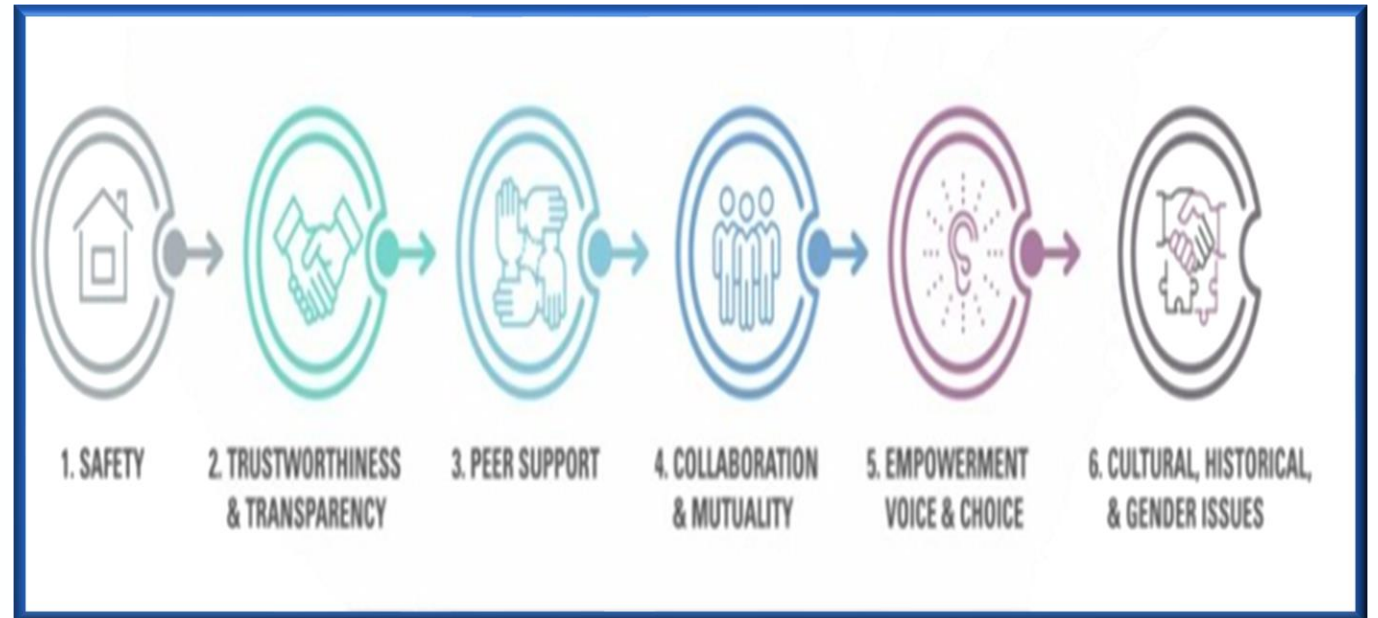 1. SAFETY
2. TRUSTWORTHINESS
& TRANSPARENCY
3. PEER SUPPORT
4. COLLABORATION
& MUTUALITY
5. EMPOWERMENT
VOICE & CHOICE
6. CULTURAL, HISTORICAL,
& GENDER ISSUES